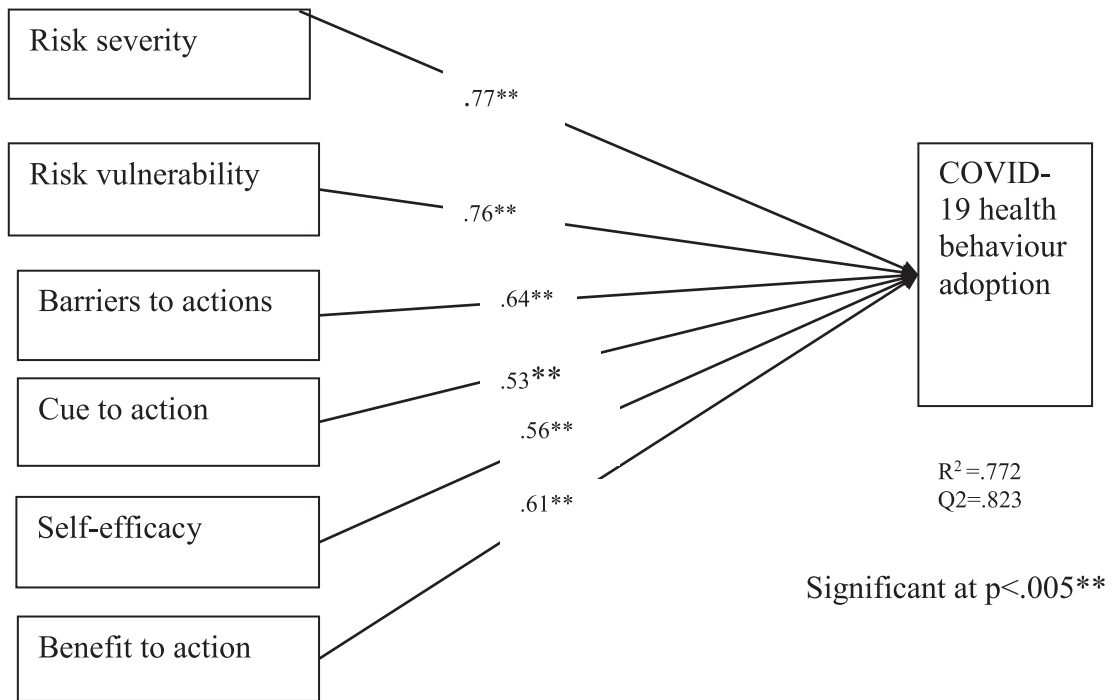 Risk severity
.77**
Risk vulnerability
.76**
Barriers to actions
.64**
Cue to action
.53**
Self-efficacy
.56**
Benefit to action
.61**
COVID-
19 health
behaviour
adoption
R² =.772
Q2=.823
Significant at p<.005**